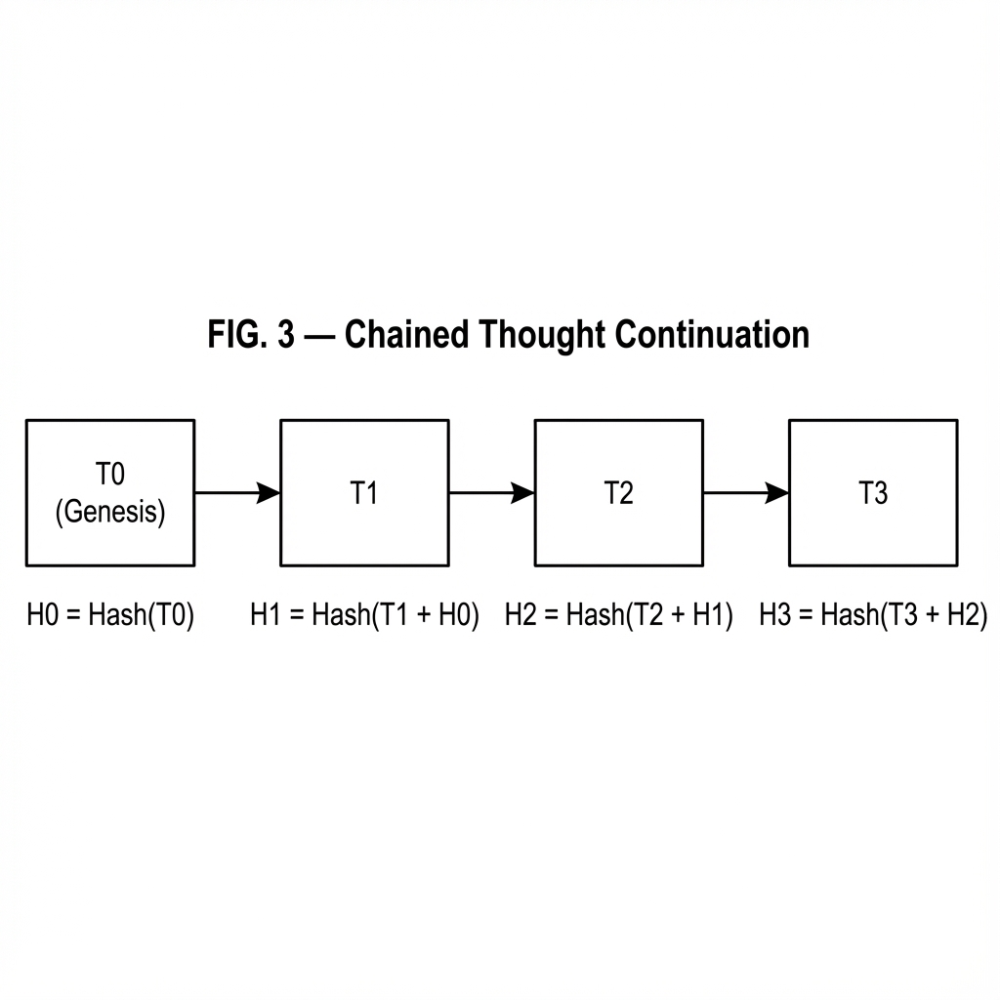 FIG. 3 — Chained Thought Continuation
T0
(Genesis)
T1
T2
T3
H0 = Hash(T0)
H1 = Hash(T1 + H0)
H2 = Hash(T2 + H1)
H3 = Hash(T3 + H2)